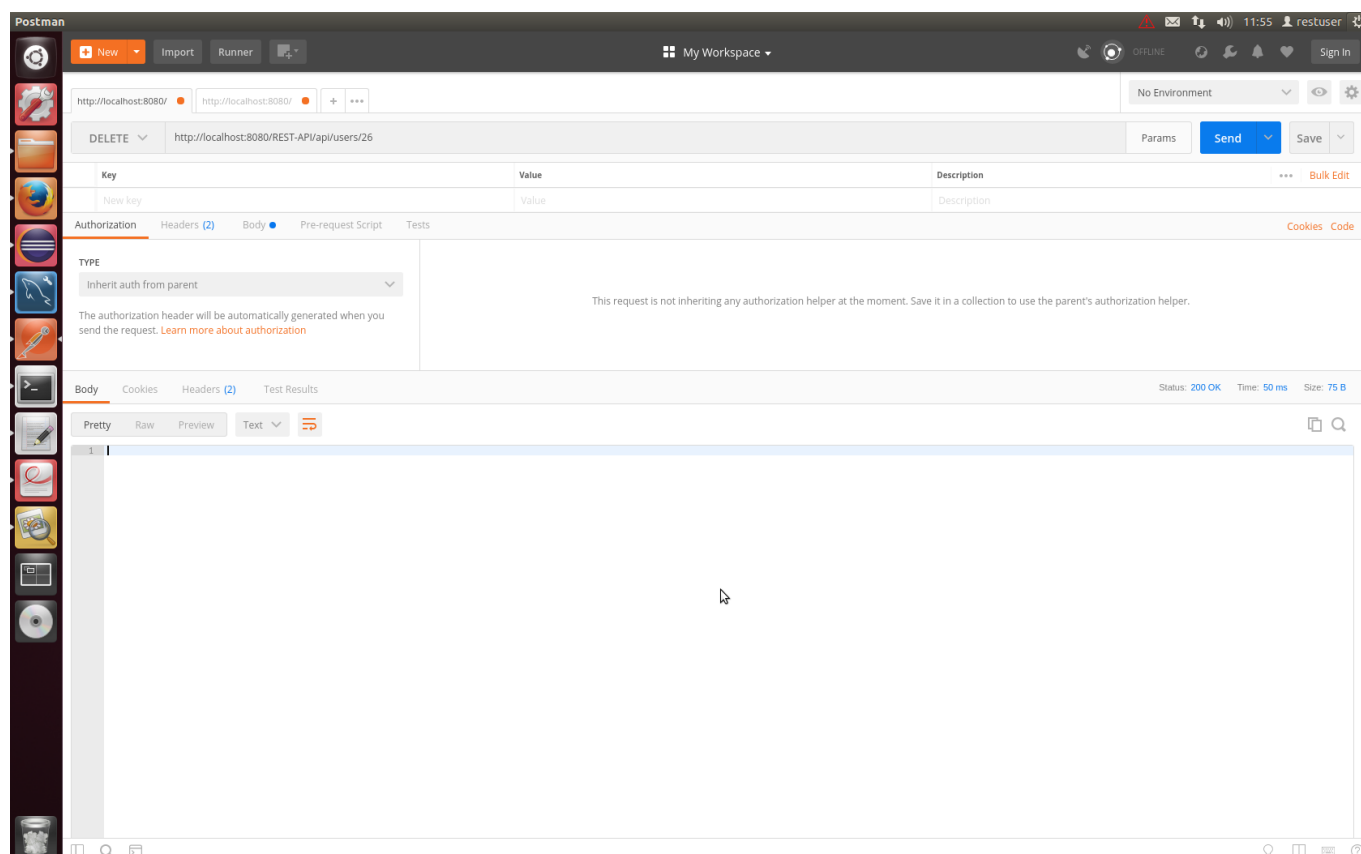 Postman
11:55 restuser
New Import Runner My Workspace OFFLINE Sign In
http://localhost:8080/ http://localhost:8080/ + ••• No Environment
DELETE http://localhost:8080/REST-API/api/users/26 Params Send Save
Key Value Description ••• Bulk Edit
New key Value Description
Authorization Headers (2) Body Pre-request Script Tests Cookies Code
TYPE
Inherit auth from parent
The authorization header will be automatically generated when you
send the request. Learn more about authorization
This request is not inheriting any authorization helper at the moment. Save it in a collection to use the parent's authorization helper.
Body Cookies Headers (2) Test Results Status: 200 OK Time: 50 ms Size: 75 B
Pretty Raw Preview Text
1